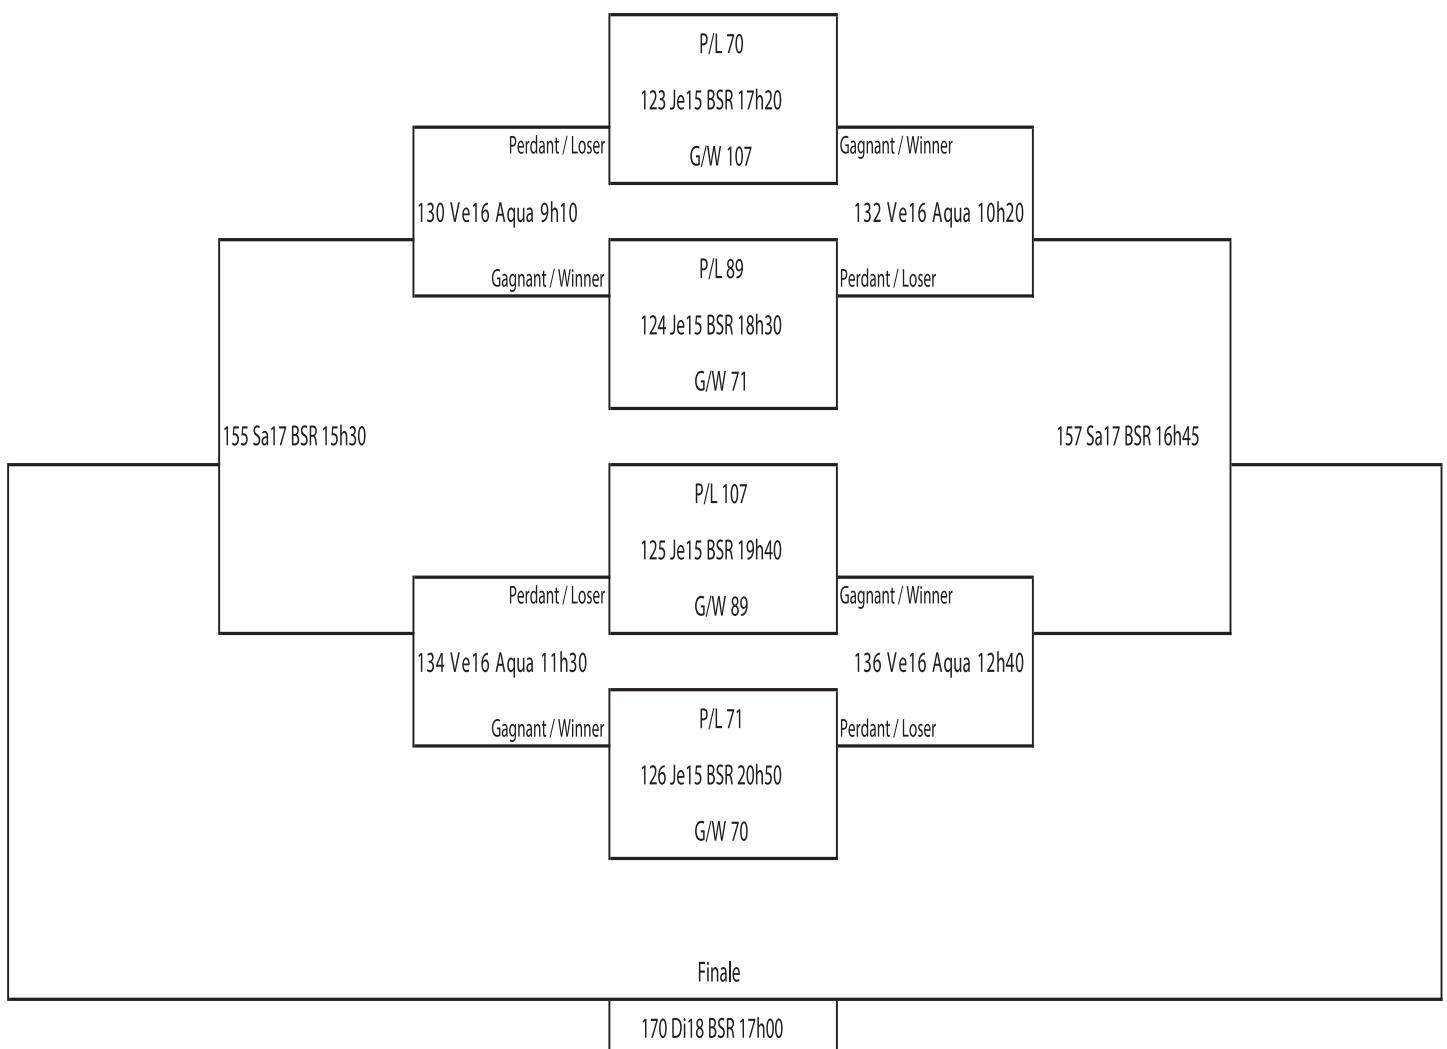 P/L 70
123 Je15 BSR 17h20
Perdant / Loser
G/W 107
Gagnant / Winner
130 Ve16 Aqua 9h10
132 Ve16 Aqua 10h20
Gagnant / Winner
P/L 89
Perdant / Loser
124 Je15 BSR 18h30
G/W 71
155 Sa17 BSR 15h30
157 Sa17 BSR 16h45
P/L 107
125 Je15 BSR 19h40
Perdant / Loser
G/W 89
Gagnant / Winner
134 Ve16 Aqua 11h30
136 Ve16 Aqua 12h40
Gagnant / Winner
P/L 71
Perdant / Loser
126 Je15 BSR 20h50
G/W 70
Finale
170 Di18 BSR 17h00